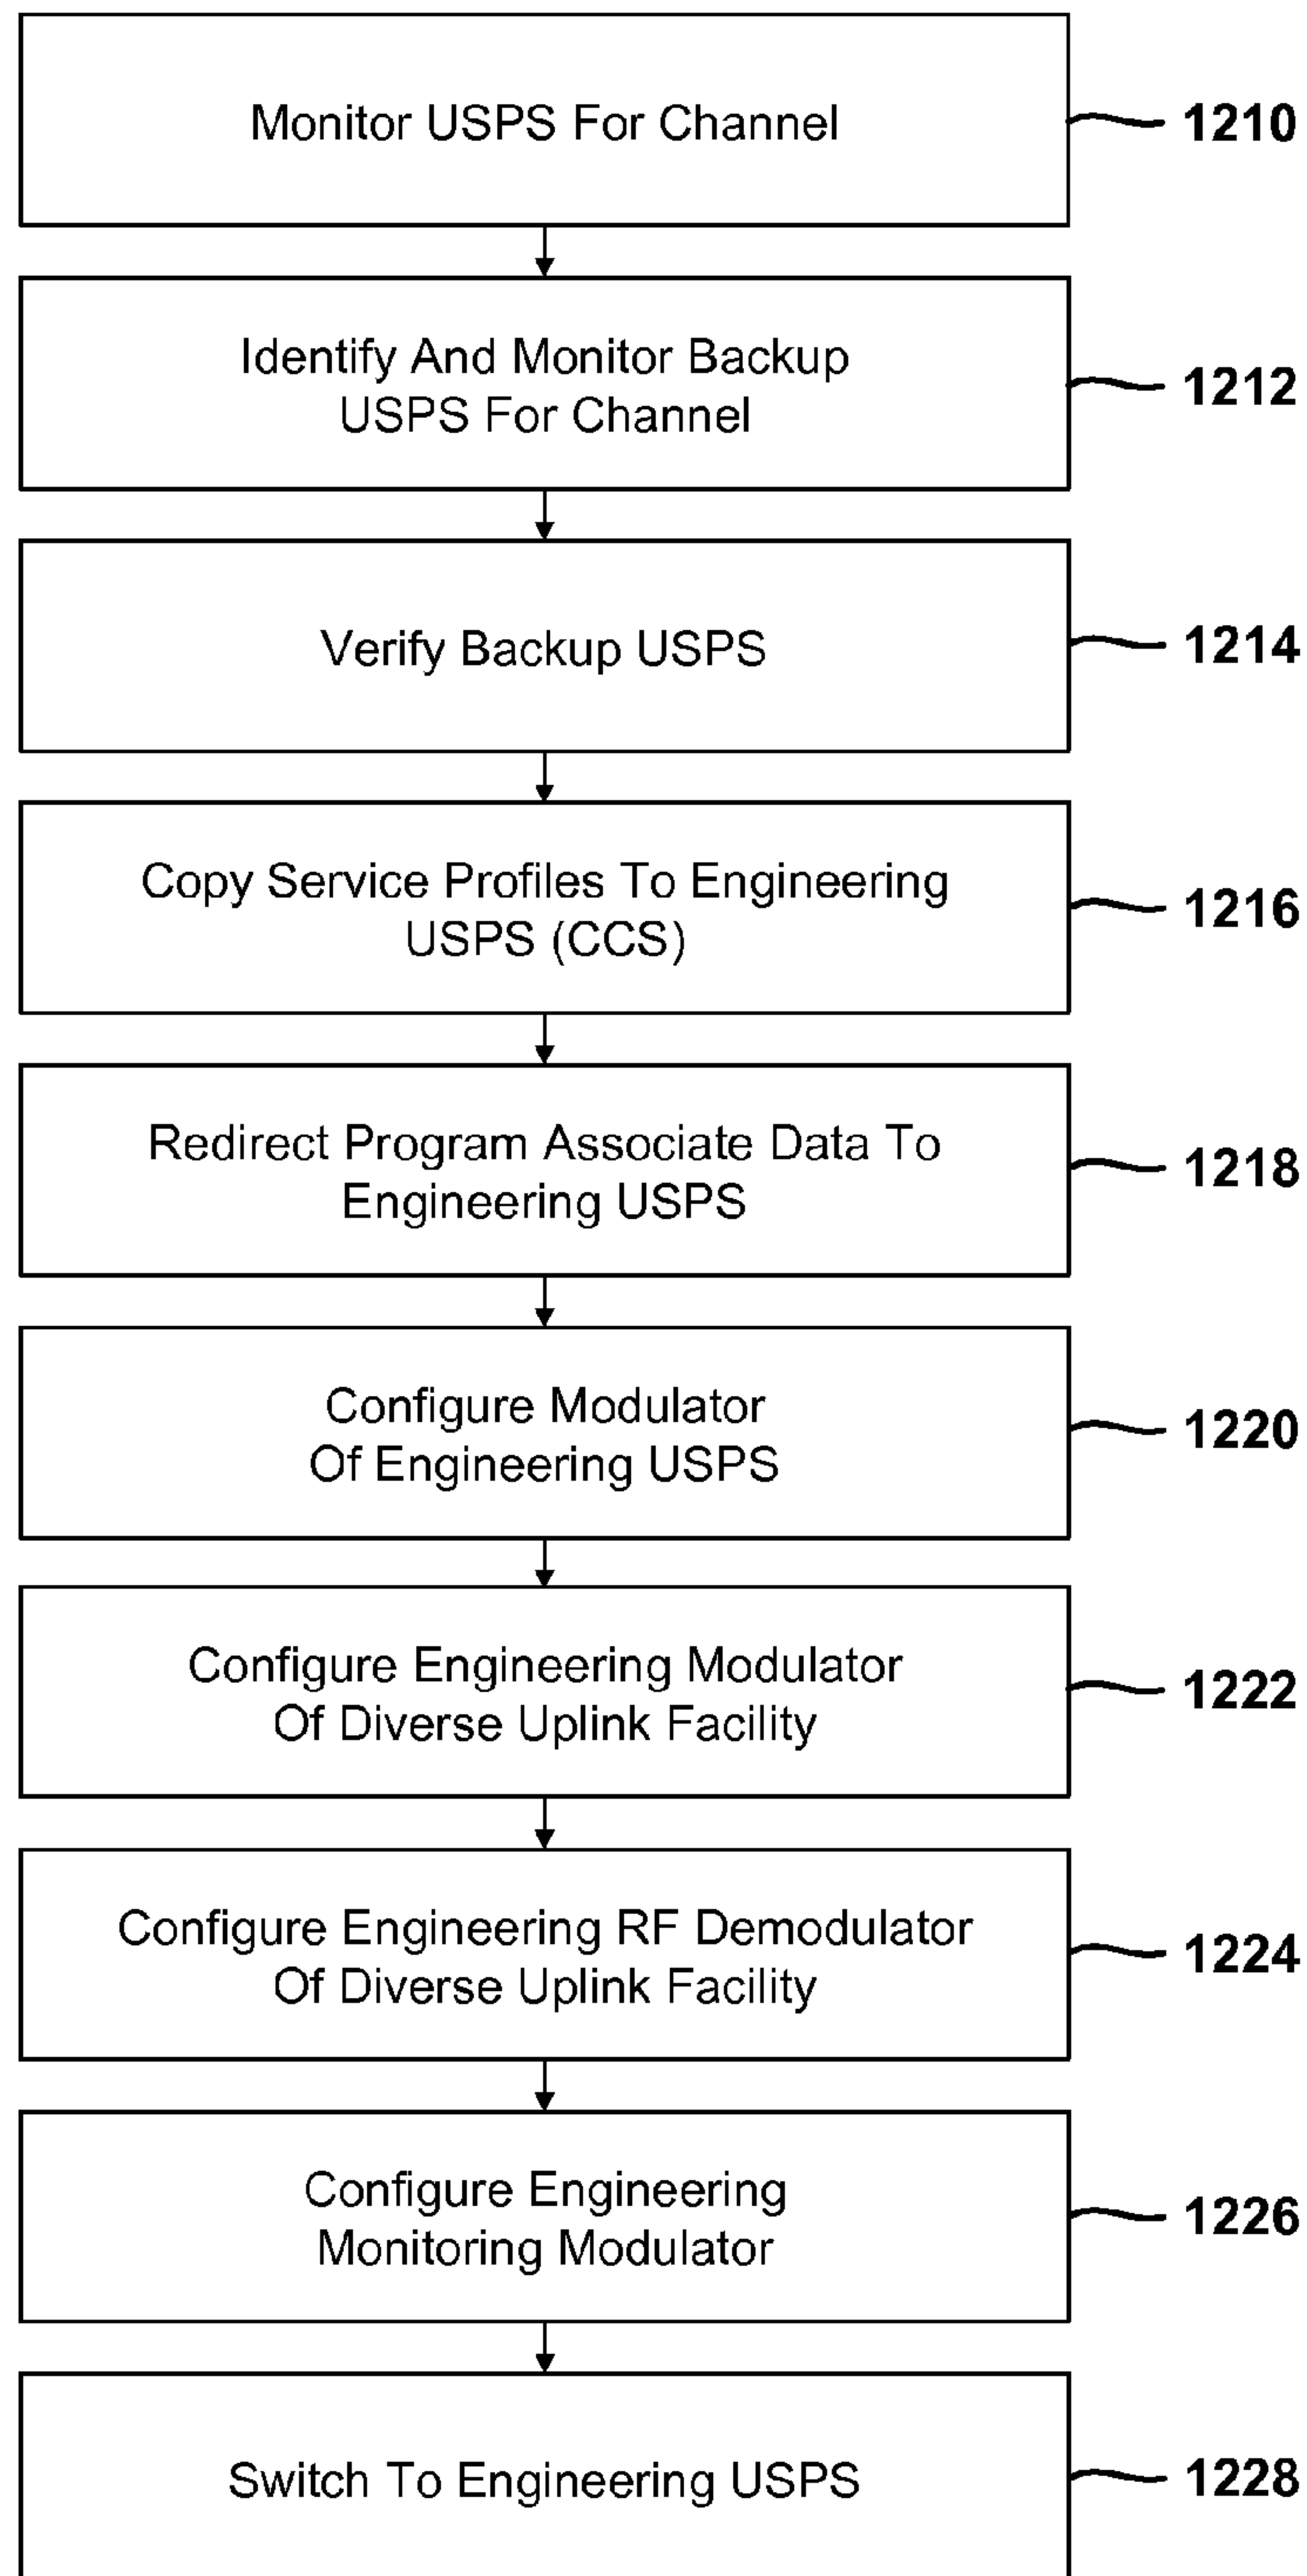 Monitor USPS For Channel
1210
Identify And Monitor Backup
USPS For Channel
1212
Verify Backup USPS
1214
Copy Service Profiles To Engineering
USPS (CCS)
1216
Redirect Program Associate Data To
Engineering USPS
1218
Configure Modulator
Of Engineering USPS
1220
Configure Engineering Modulator
Of Diverse Uplink Facility
1222
Configure Engineering RF Demodulator
Of Diverse Uplink Facility
1224
Configure Engineering
Monitoring Modulator
1226
Switch To Engineering USPS
1228